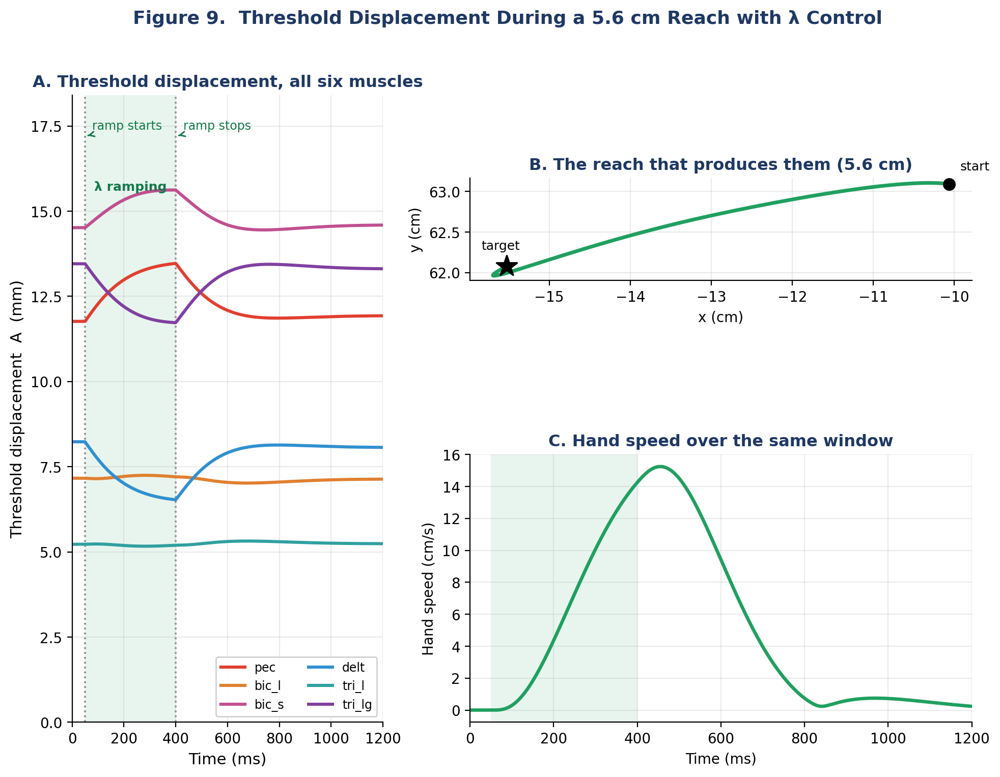 Figure 9.  Threshold Displacement During a 5.6 cm Reach with λ Control
A. Threshold displacement, all six muscles
Threshold displacement  A  (mm)
17.5
15.0
12.5
10.0
7.5
5.0
2.5
0.0
ramp starts
ramp stops
λ ramping
pec
bic_l
bic_s
delt
tri_l
tri_lg
0 200 400 600 800 1000 1200
Time (ms)
B. The reach that produces them (5.6 cm)
start
target
y (cm)
63.0
62.5
62.0
−15 −14 −13 −12 −11 −10
x (cm)
C. Hand speed over the same window
Hand speed (cm/s)
16
14
12
10
8
6
4
2
0
0 200 400 600 800 1000 1200
Time (ms)